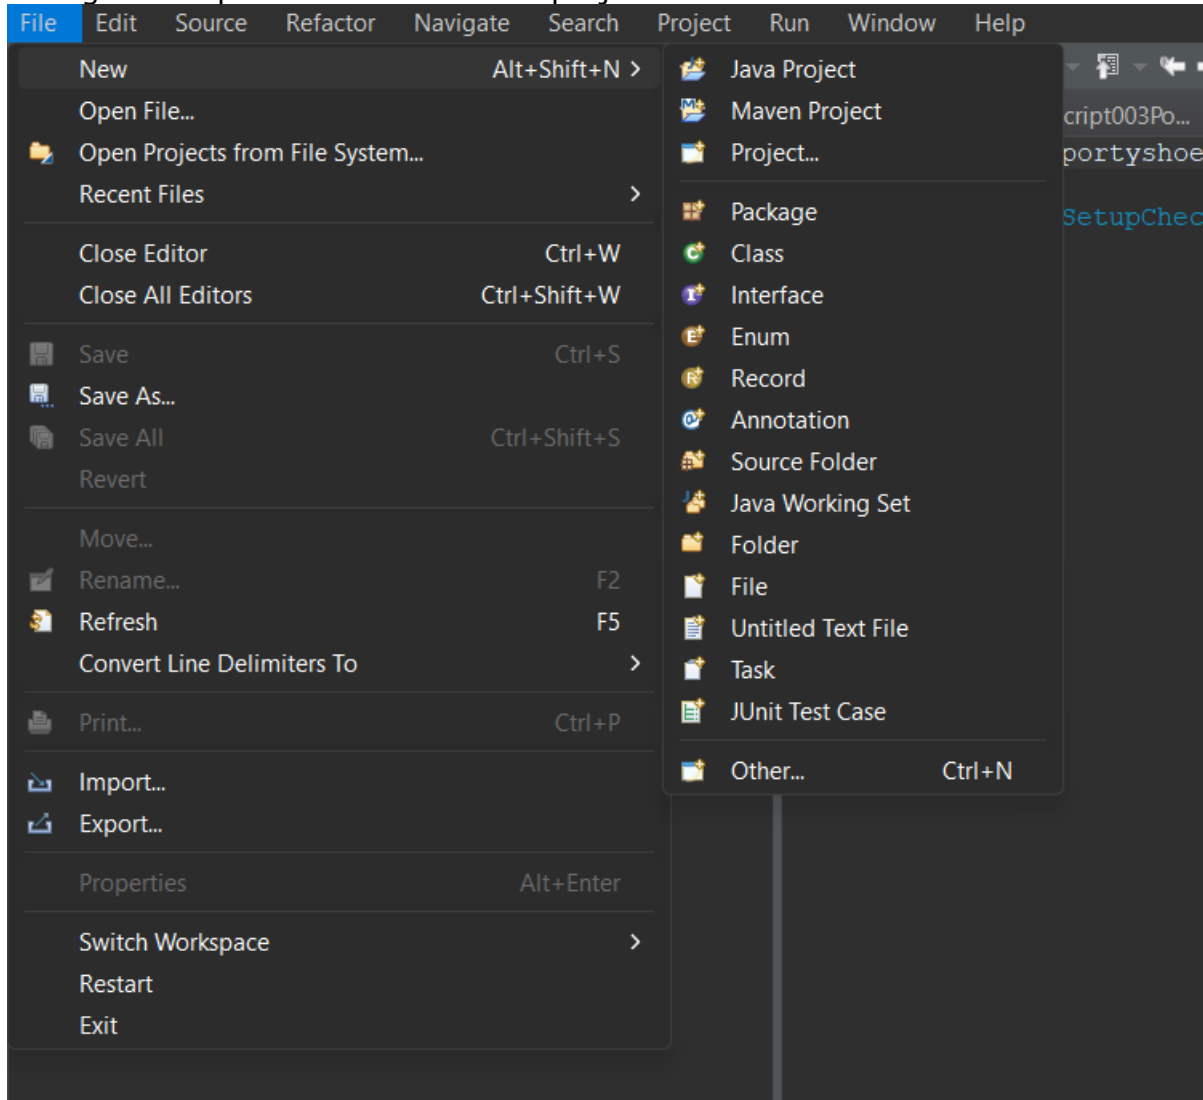 File Edit Source Refactor Navigate Search Project Run Window Help
New Alt+Shift+N
Open File...
Open Projects from File System...
Recent Files
Close Editor Ctrl+W
Close All Editors Ctrl+Shift+W
Save Ctrl+S
Save As...
Save All Ctrl+Shift+S
Revert
Move...
Rename... F2
Refresh F5
Convert Line Delimiters To
Print... Ctrl+P
Import...
Export...
Properties Alt+Enter
Switch Workspace
Restart
Exit
Java Project
Maven Project
Project...
Package
Class
Interface
Enum
Record
Annotation
Source Folder
Java Working Set
Folder
File
Untitled Text File
Task
JUnit Test Case
Other... Ctrl+N
cript003Po...
portyshoe
SetupChec